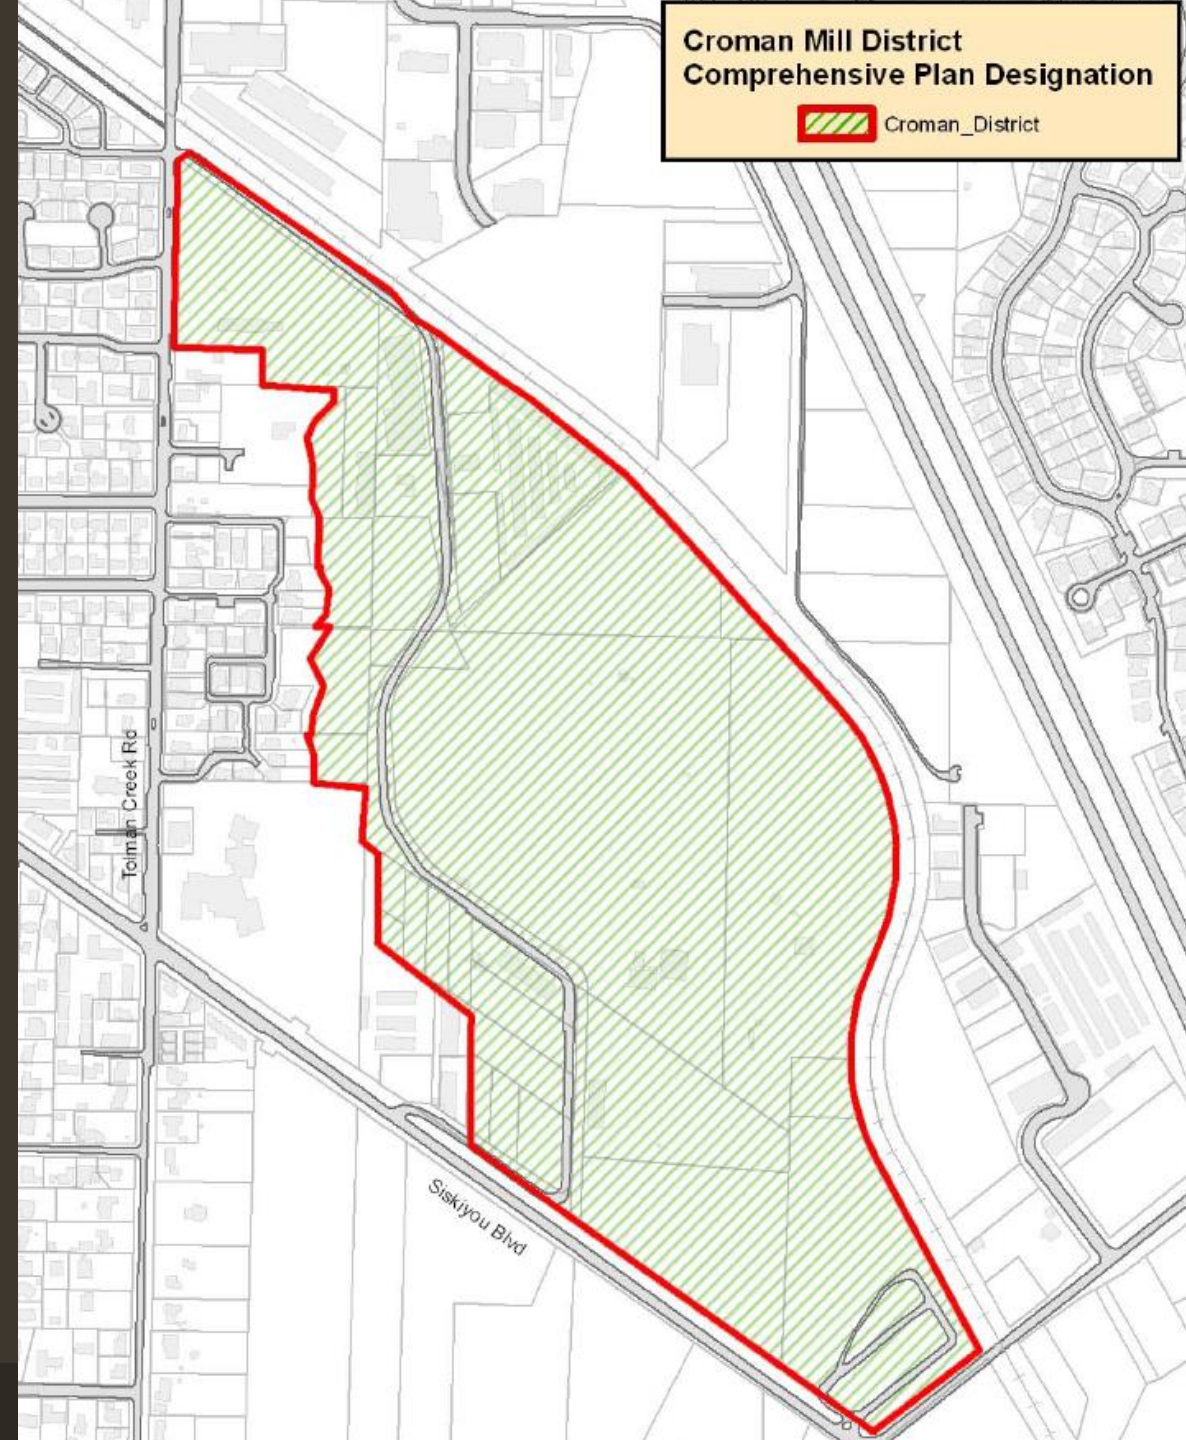 Croman Mill District
Comprehensive Plan Designation
Croman_District
Tolman Creek Rd
Siskiyou Blvd